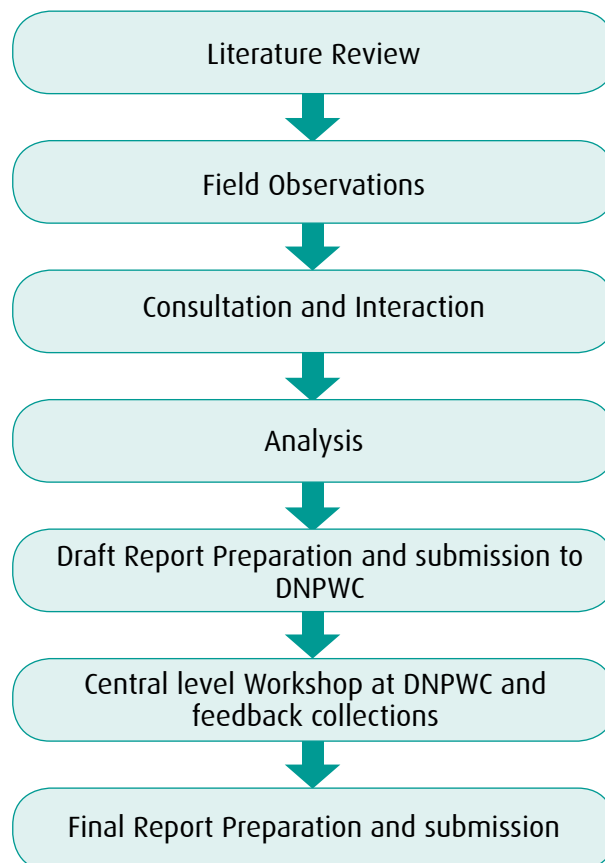 Literature Review
Field Observations
Consultation and Interaction
Analysis
Draft Report Preparation and submission to
DNPWC
Central level Workshop at DNPWC and
feedback collections
Final Report Preparation and submission